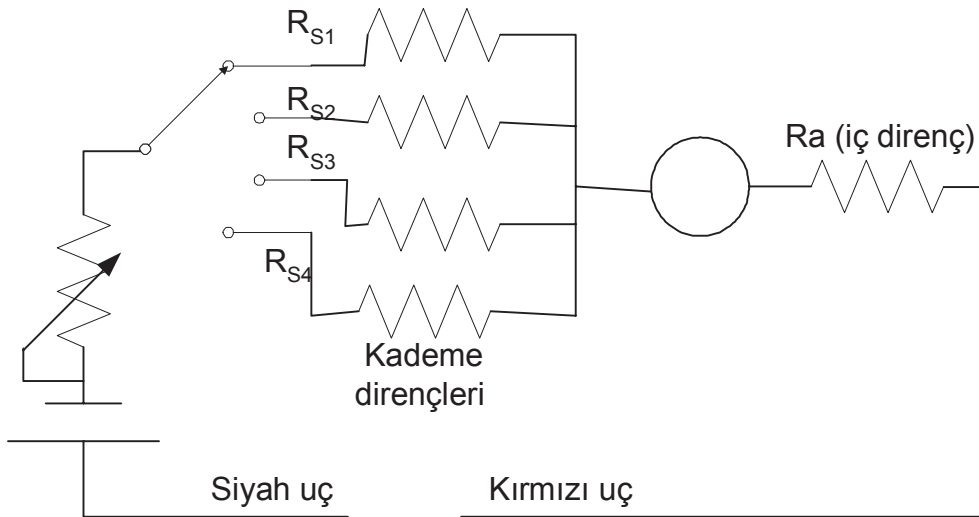 R_S1
R_S2
R_S3
R_S4
Ra (iç direnç)
Kademe
dirençleri
Siyah uç
Kırmızı uç